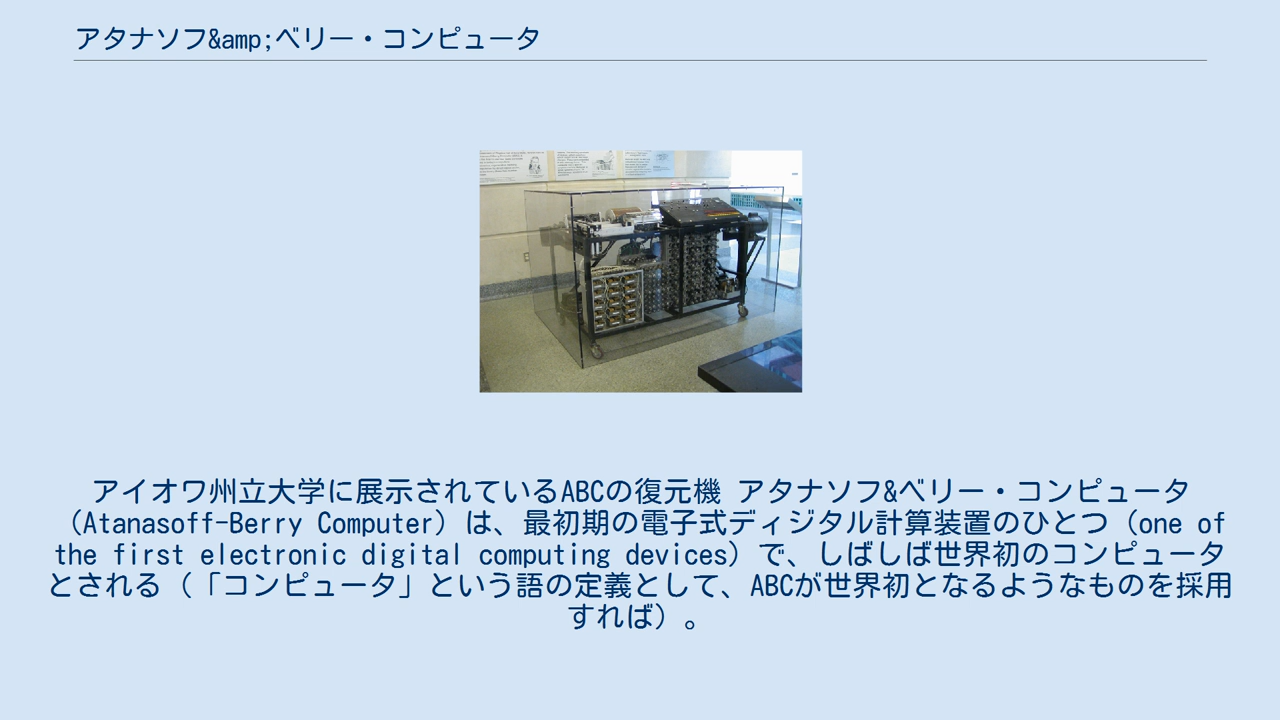 アタナソフ&amp;ベリー・コンピュータ
アイオワ州立大学に展示されているABCの復元機 アタナソフ&ベリー・コンピュータ
（Atanasoff-Berry Computer）は、最初期の電子式ディジタル計算装置のひとつ（one of
the first electronic digital computing devices）で、しばしば世界初のコンピュータ
とされる（「コンピュータ」という語の定義として、ABCが世界初となるようなものを採用
すれば）。